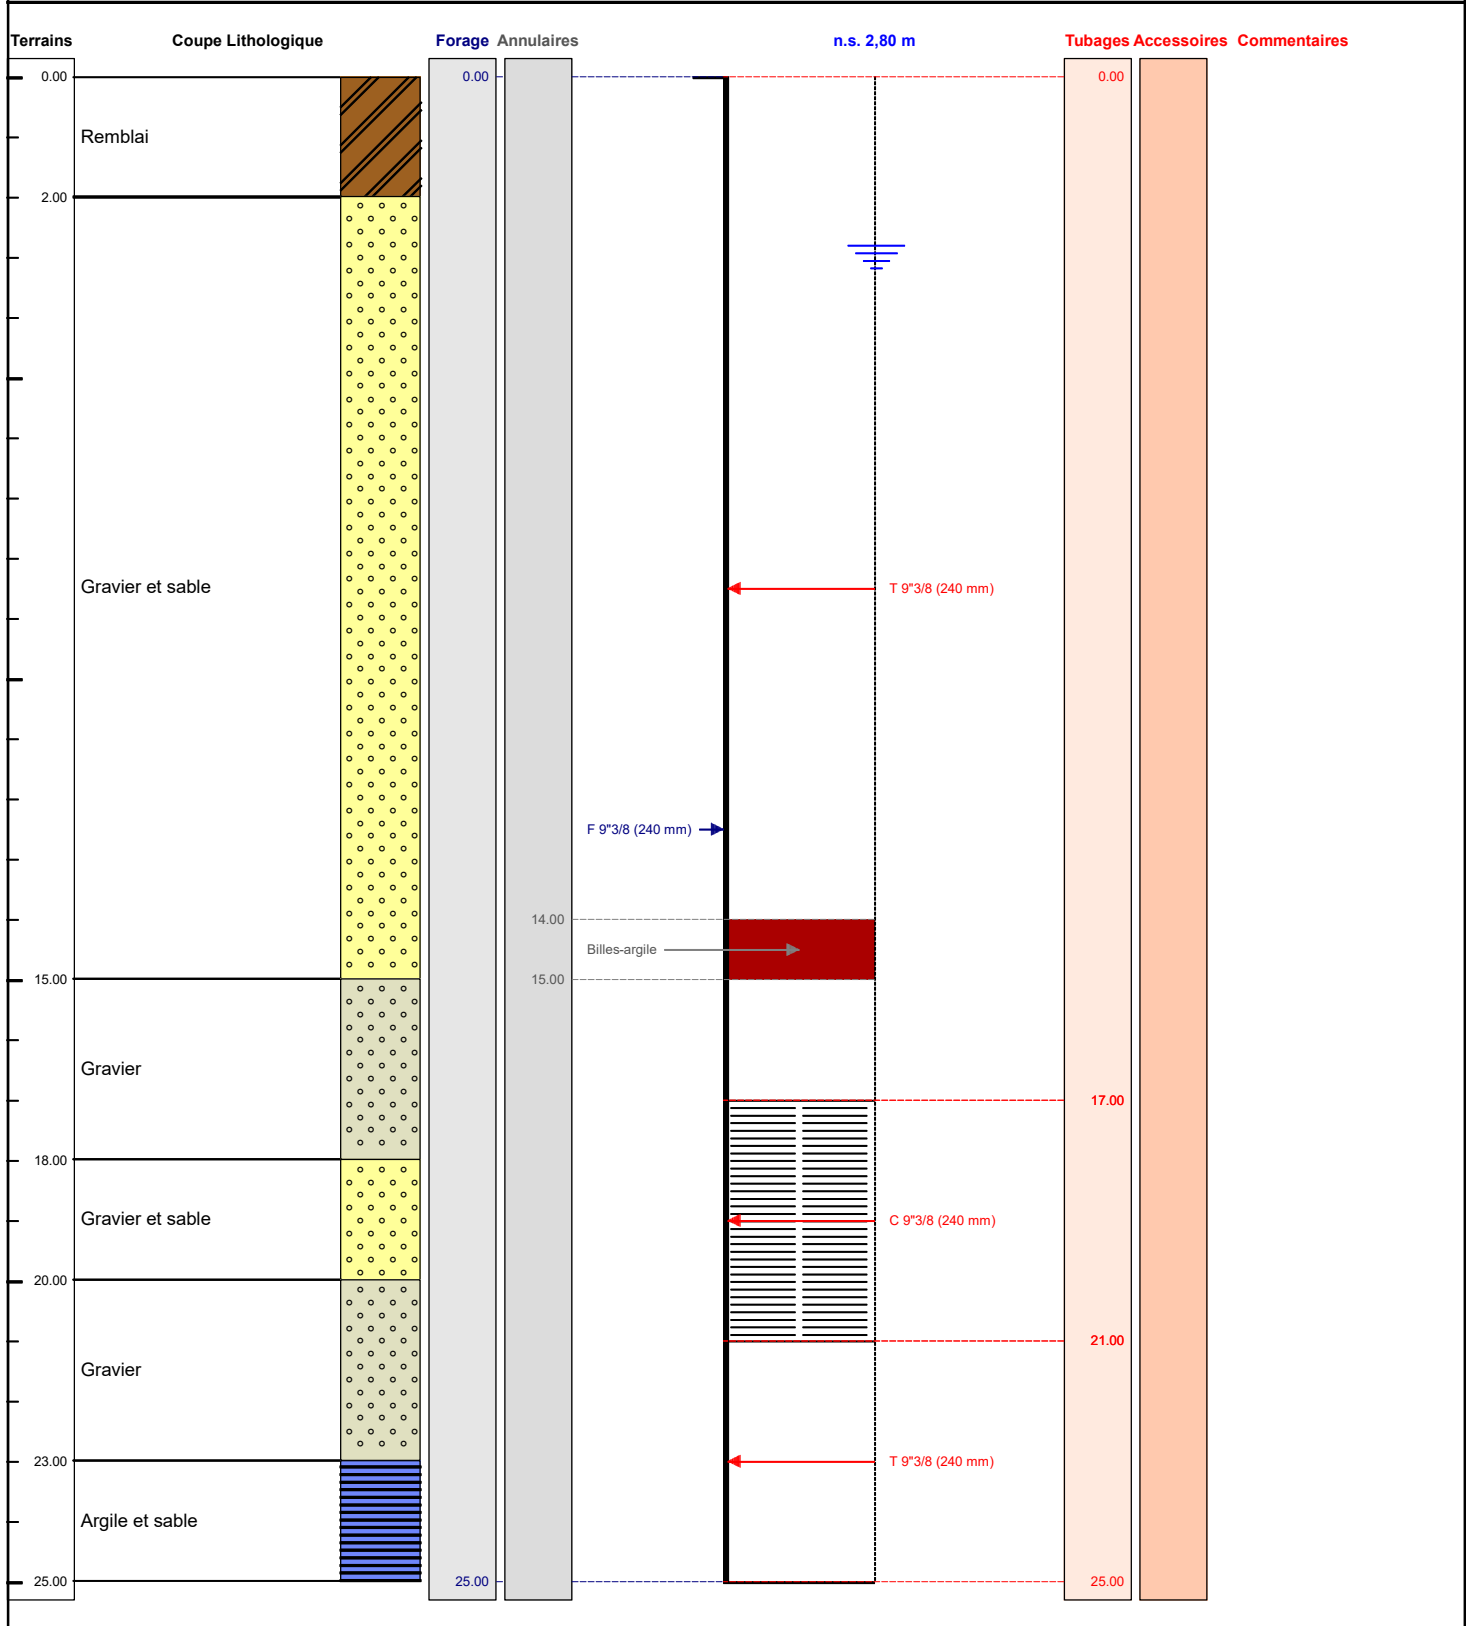 Terrains Coupe Lithologique Forage Annulaires n.s. 2,80 m Tubages Accessoires Commentaires
0.00 0.00 0.00
Remblai
2.00
Gravier et sable T 9"3/8 (240 mm)
F 9"3/8 (240 mm)
14.00
Billes-argile
15.00 15.00
Gravier
17.00
18.00
Gravier et sable C 9"3/8 (240 mm)
20.00
21.00
Gravier
23.00 T 9"3/8 (240 mm)
Argile et sable
25.00 25.00 25.00